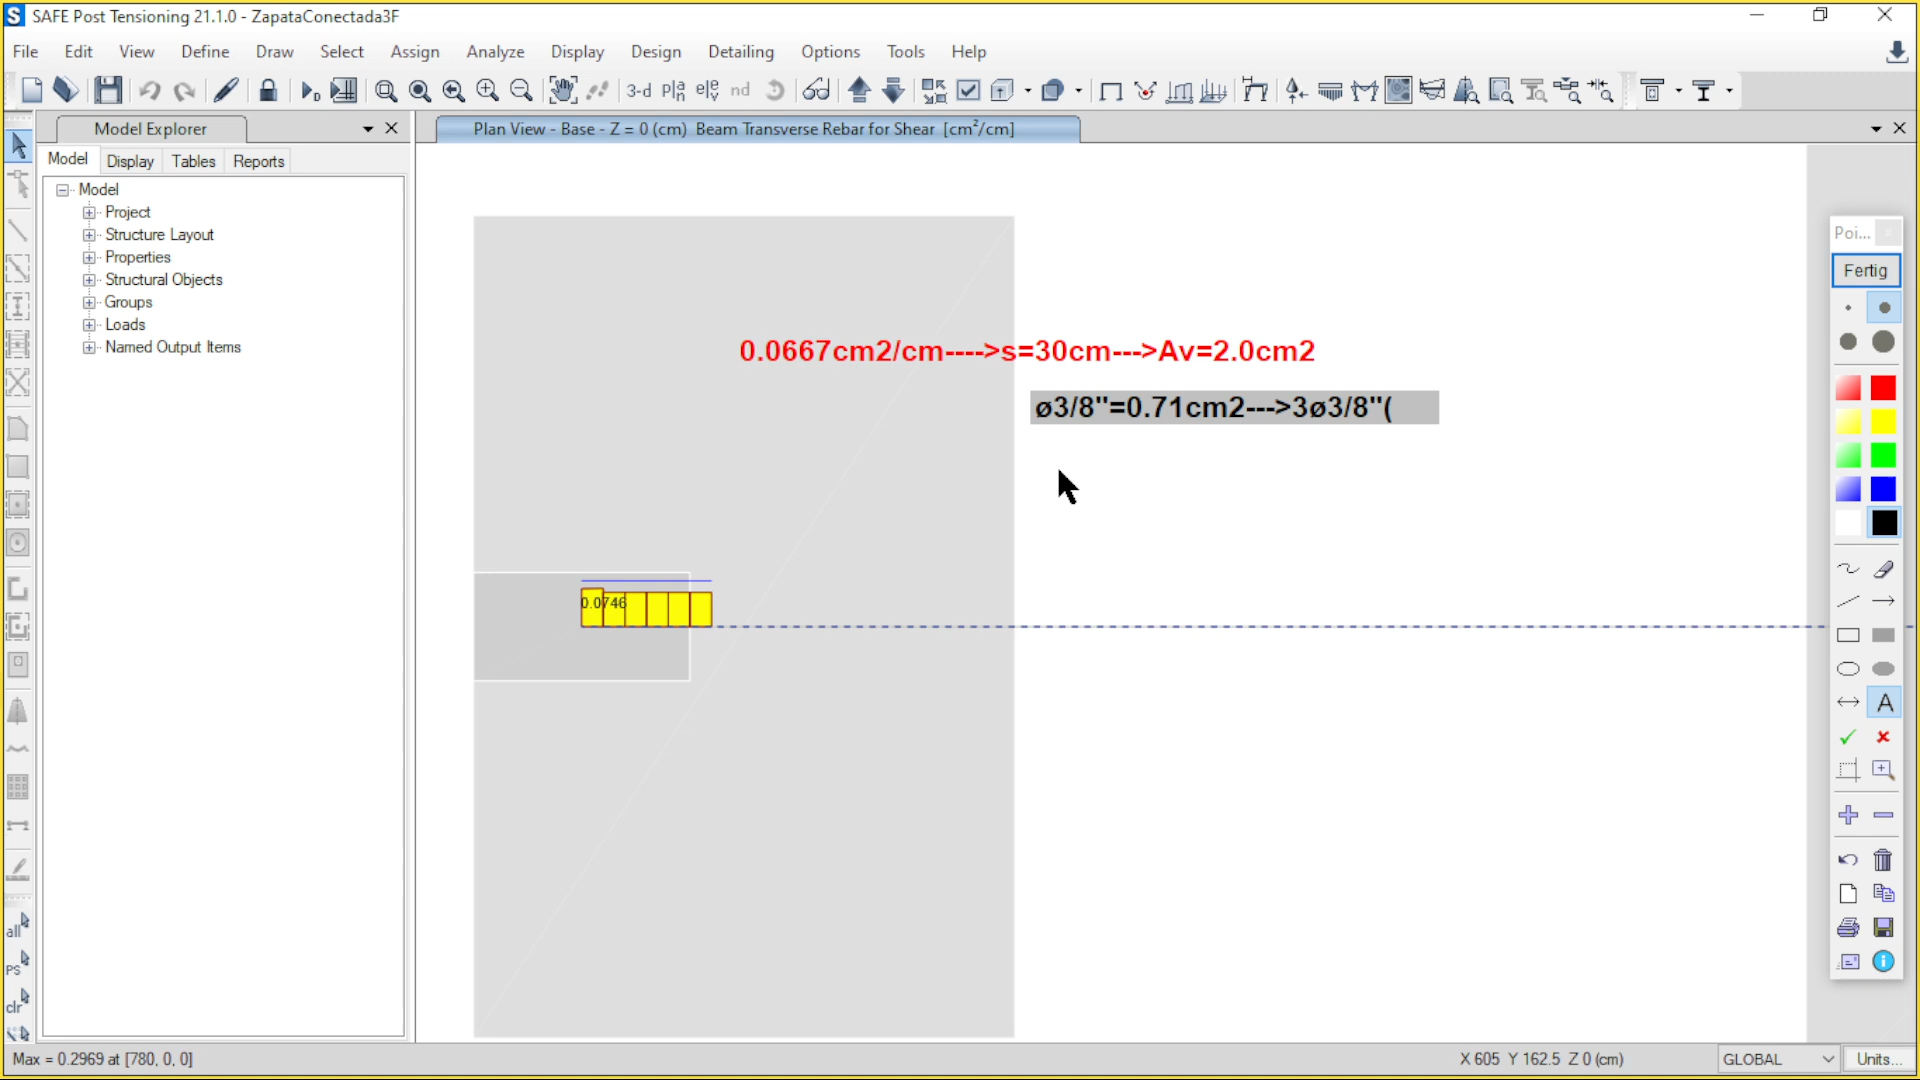 SAFE Post Tensioning 21.1.0 - ZapataConectada3F
File Edit View Define Draw Select Assign Analyze Display Design Detailing Options Tools Help
3-d pla n ele v nd
Model Explorer
Plan View - Base - Z = 0 (cm) Beam Transverse Rebar for Shear [cm²/cm]
Model Display Tables Reports
Model
Project
Structure Layout
Properties
Structural Objects
Groups
Loads
Named Output Items
0.0667cm2/cm---->s=30cm--->Av=2.0cm2
ø3/8"=0.71cm2--->3ø3/8"(
0.0746
Poi...
Fertig
A
all
PS
clr
Max = 0.2969 at [780, 0, 0]
X 605 Y 162.5 Z 0 (cm)
GLOBAL
Units...